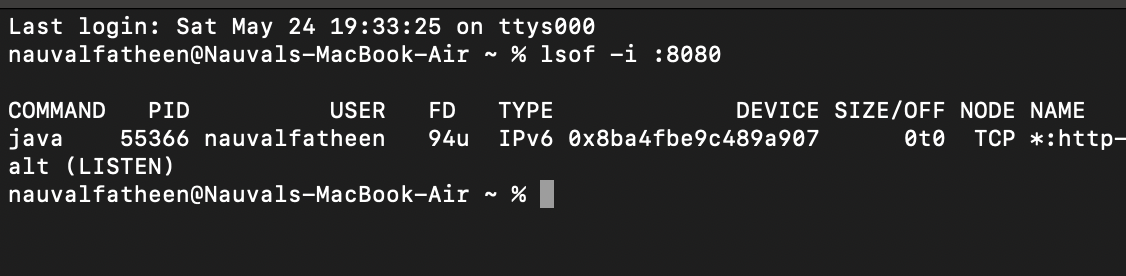 Last login: Sat May 24 19:33:25 on ttys000
nauvalfatheen@Nauvals-MacBook-Air ~ % lsof -i :8080
COMMAND   PID          USER   FD   TYPE             DEVICE SIZE/OFF NODE NAME
java    55366 nauvalfatheen   94u  IPv6 0x8ba4fbe9c489a907      0t0  TCP *:http-
alt (LISTEN)
nauvalfatheen@Nauvals-MacBook-Air ~ %